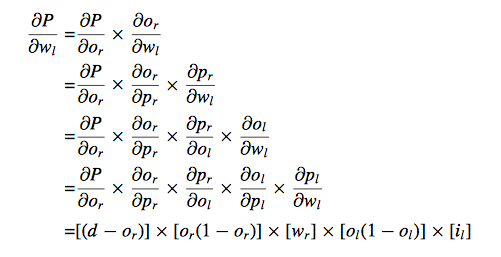 ∂P/∂w_l = ∂P/∂o_r × ∂o_r/∂w_l
= ∂P/∂o_r × ∂o_r/∂p_r × ∂p_r/∂w_l
= ∂P/∂o_r × ∂o_r/∂p_r × ∂p_r/∂o_l × ∂o_l/∂w_l
= ∂P/∂o_r × ∂o_r/∂p_r × ∂p_r/∂o_l × ∂o_l/∂p_l × ∂p_l/∂w_l
=[(d − o_r)] × [o_r(1 − o_r)] × [w_r] × [o_l(1 − o_l)] × [i_l]